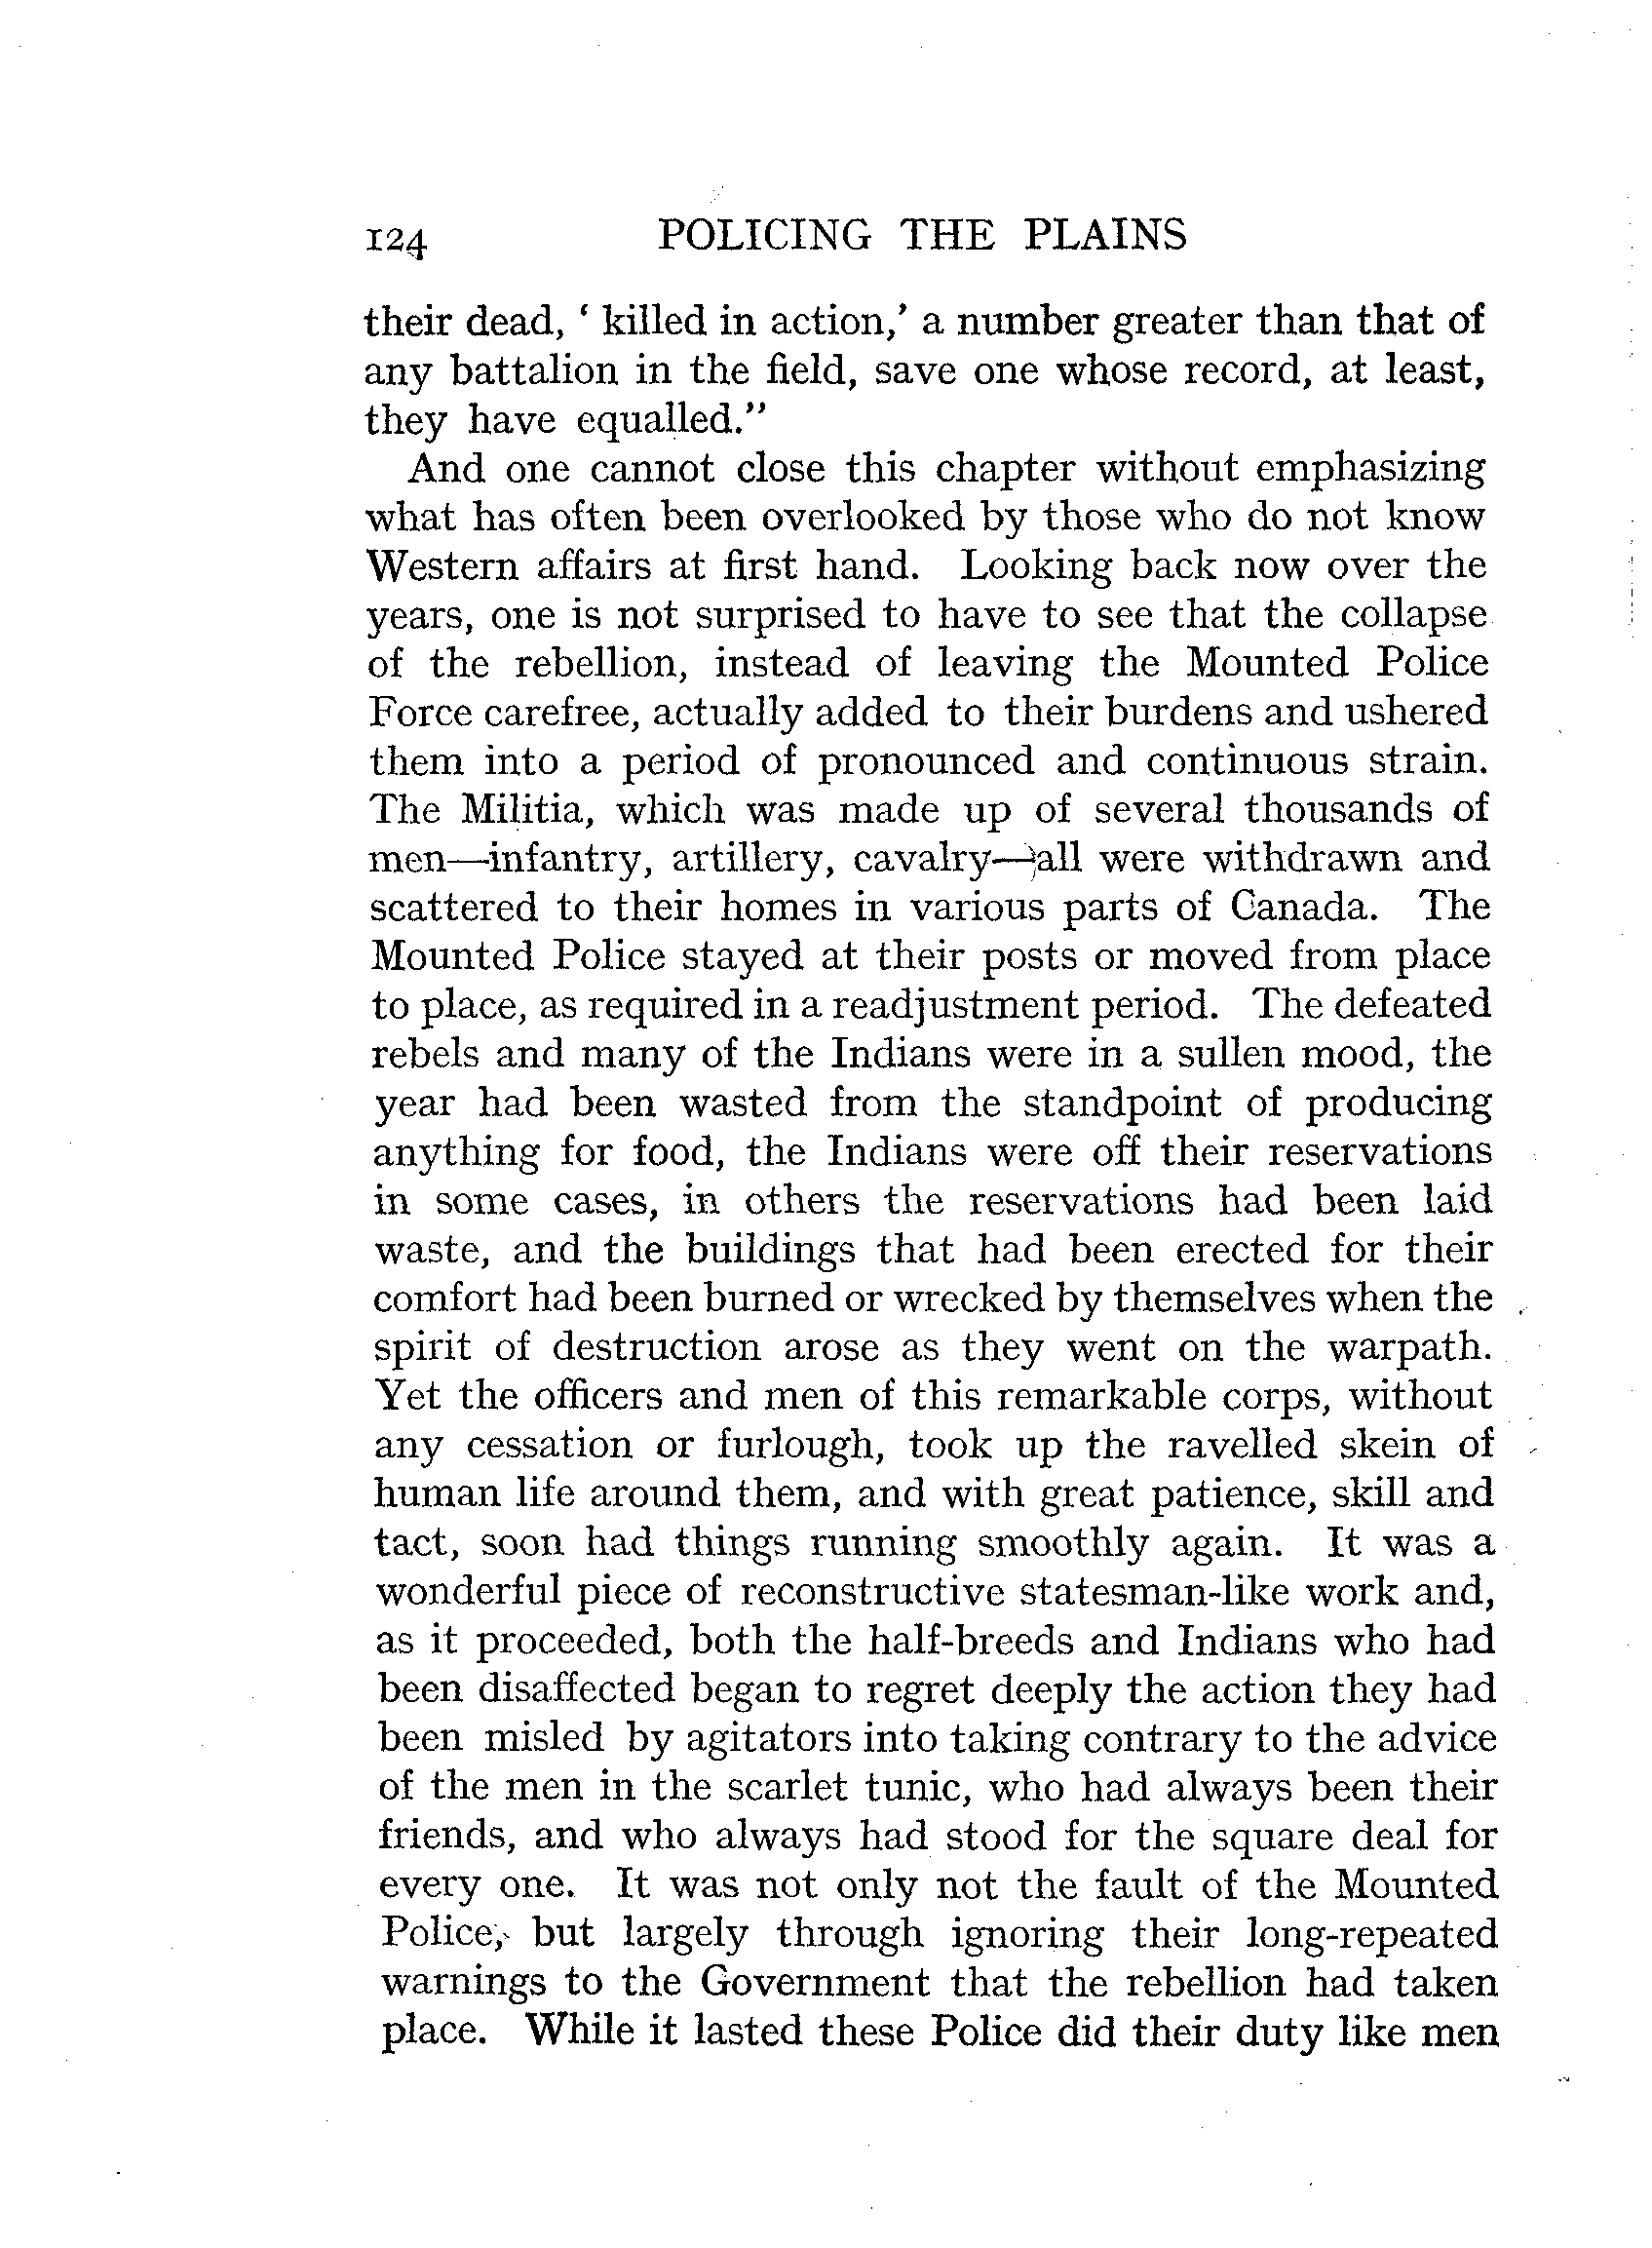 124 POLICING THE PLAINS
their dead, ‘ killed in action,’ a number greater than that of
any battalion in the field, save one whose record, at least,
they have equalled.”
And one cannot close this chapter without emphasizing
what has often been overlooked by those who do not know
Western affairs at first hand. Looking back now over the
years, one is not surprised to have to see that the collapse
of the rebellion, instead of leaving the Mounted Police
Force carefree, actually added to their burdens and ushered
them into a period of pronounced and continuous strain.
The Militia, which was made up of several thousands of
men—infantry, artillery, cavalry—all were withdrawn and
scattered to their homes in various parts of Canada. The
Mounted Police stayed at their posts or moved from place
to place, as required in a readjustment period. The defeated
rebels and many of the Indians were in a sullen mood, the
year had been wasted from the standpoint of producing
anything for food, the Indians were off their reservations
in some cases, in others the reservations had been laid
waste, and the buildings that had been erected for their
comfort had been burned or wrecked by themselves when the
spirit of destruction arose as they went on the warpath.
Yet the officers and men of this remarkable corps, without
any cessation or furlough, took up the ravelled skein of
human life around them, and with great patience, skill and
tact, soon had things running smoothly again. It was a
wonderful piece of reconstructive statesman-like work and,
as it proceeded, both the half-breeds and Indians who had
been disaffected began to regret deeply the action they had
been misled by agitators into taking contrary to the advice
of the men in the scarlet tunic, who had always been their
friends, and who always had stood for the square deal for
every one. It was not only not the fault of the Mounted
Police, but largely through ignoring their long-repeated
warnings to the Government that the rebellion had taken
place. While it lasted these Police did their duty like men